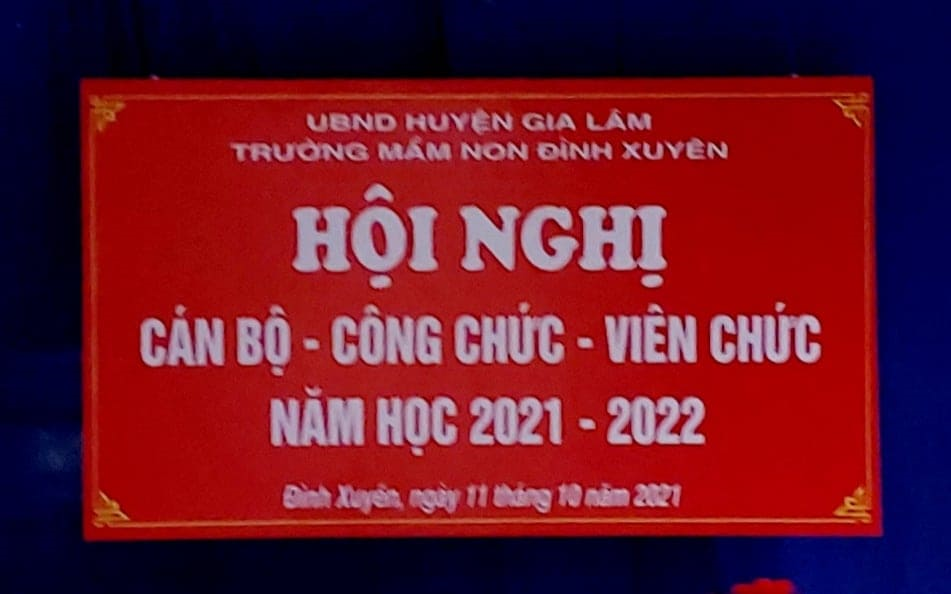 UBND HUYỆN GIA LÂM
TRƯỜNG MẦM NON ĐÌNH XUYÊN
HỘI NGHỊ
CÁN BỘ - CÔNG CHỨC - VIÊN CHỨC
NĂM HỌC 2021 - 2022
Đình Xuyên, ngày 11 tháng 10 năm 2021